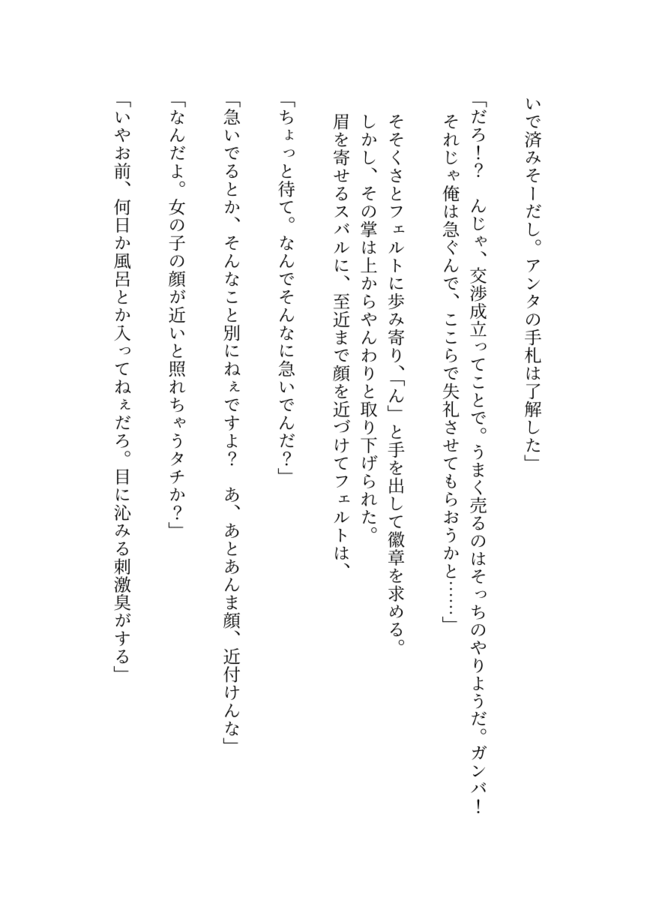 いで済みそーだし。アンタの手札は了解した」
「だろ！？　んじゃ、交渉成立ってことで。うまく売るのはそっちのやりようだ。ガンバ！
それじゃ俺は急ぐんで、ここらで失礼させてもらおうかと……」
そそくさとフェルトに歩み寄り、「ん」と手を出して徽章を求める。
しかし、その掌は上からやんわりと取り下げられた。
眉を寄せるスバルに、至近まで顔を近づけてフェルトは、
「ちょっと待て。なんでそんなに急いでんだ？」
「急いでるとか、そんなこと別にねぇですよ？　あ、あとあんま顔、近付けんな」
「なんだよ。女の子の顔が近いと照れちゃうタチか？」
「いやお前、何日か風呂とか入ってねぇだろ。目に沁みる刺激臭がする」